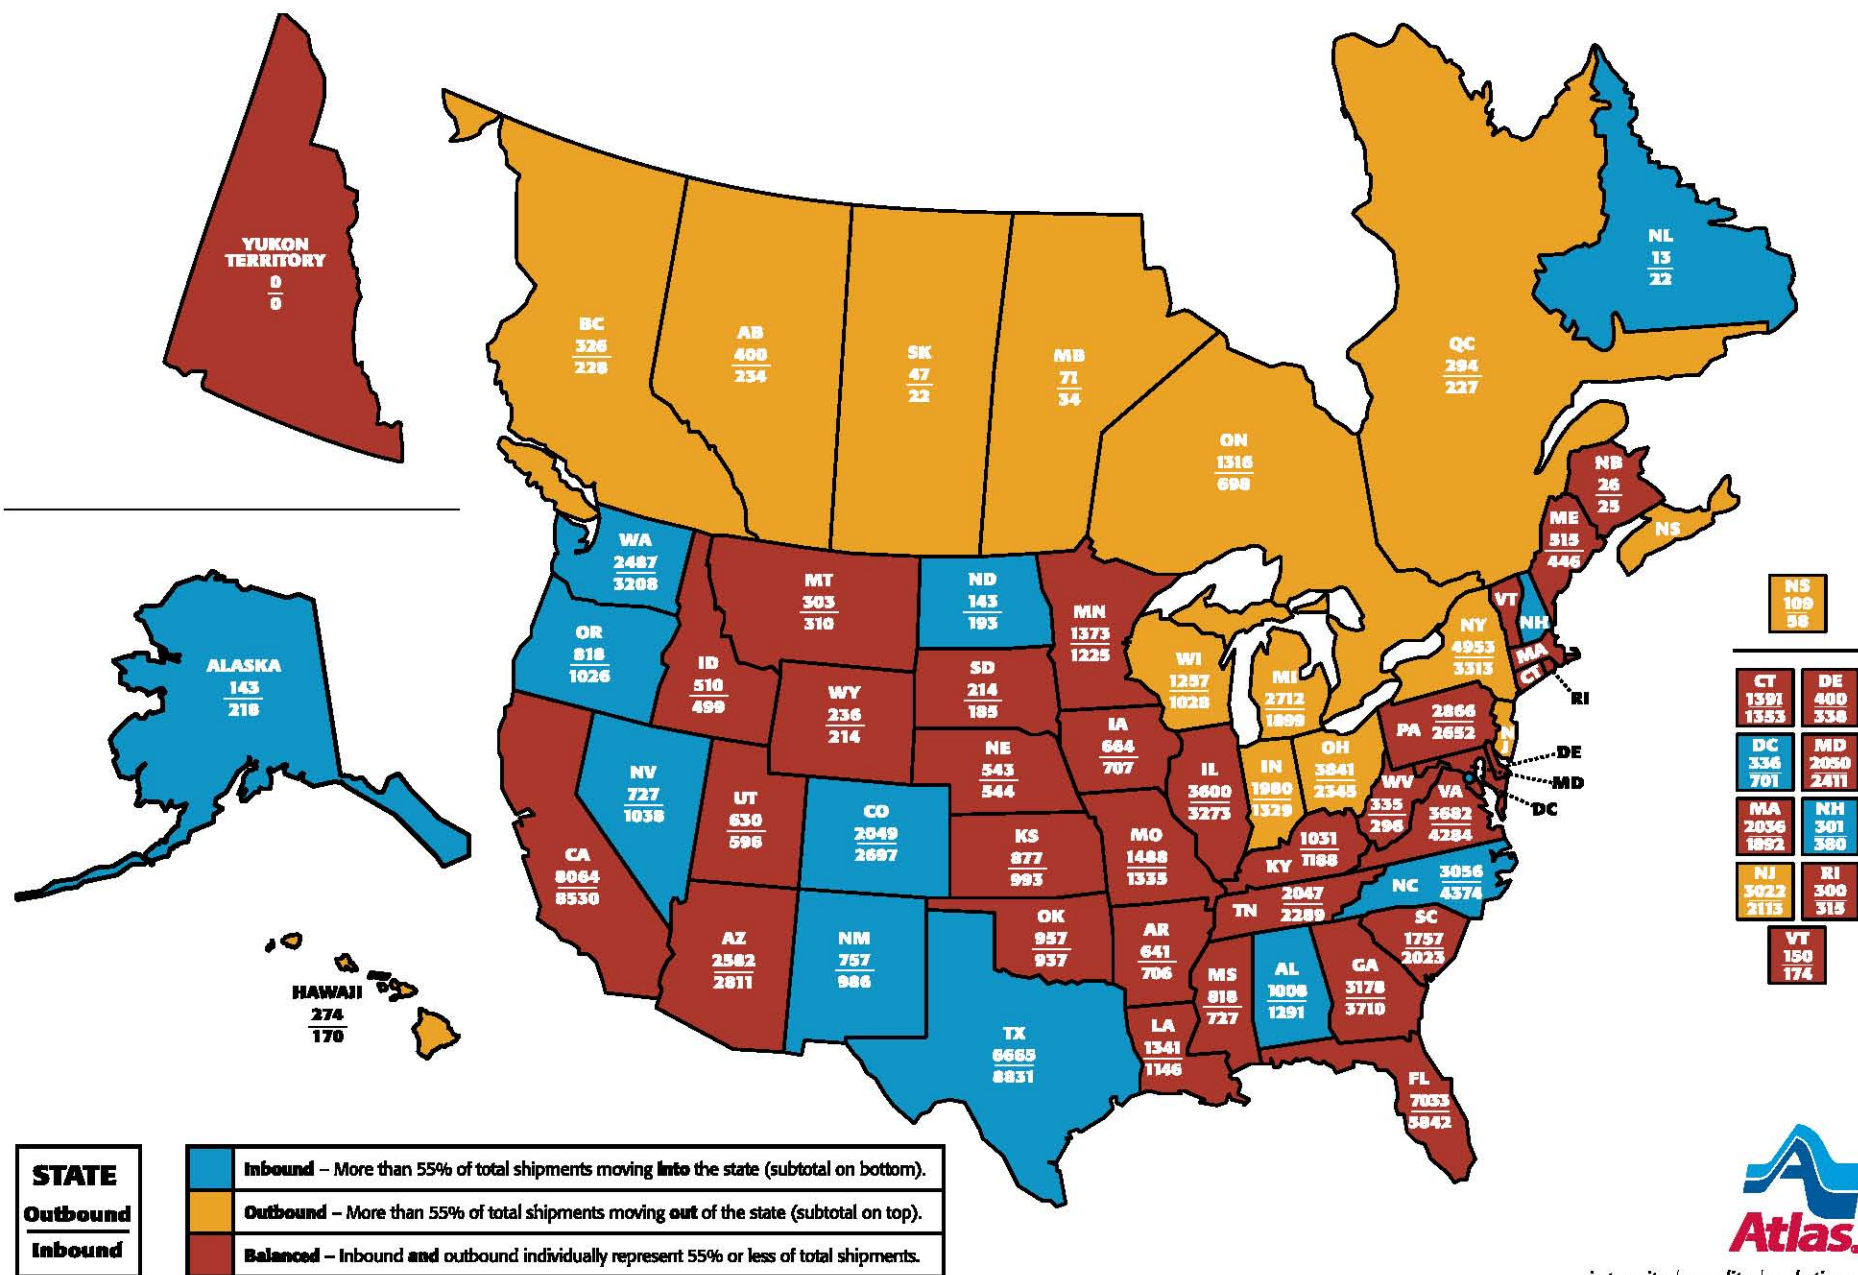 YUKON
TERRITORY
0
0
BC
326
228
AB
400
234
SK
47
22
MB
71
34
ON
1316
698
QC
294
227
NL
13
22
NB
26
25
ME
515
446
NS
NS
109
58
ALASKA
143
218
HAWAII
274
170
WA
2487
3208
OR
818
1026
ID
510
499
MT
303
310
ND
143
193
MN
1373
1225
SD
214
185
WY
236
214
NE
543
544
IA
664
707
WI
1257
1028
MI
2712
1899
NY
4953
3313
VT
NH
MA
CT
RI
PA
2866
2652
NJ
DE
MD
DC
OH
3841
2345
IN
1980
1329
IL
3600
3273
WV
335
296
VA
3682
4284
KY
1031
1188
NV
727
1038
UT
630
596
CO
2049
2697
KS
877
993
MO
1488
1335
CA
8064
8530
AZ
2582
2811
NM
757
986
OK
957
937
AR
641
706
TN
2047
2289
NC
3056
4374
SC
1757
2023
MS
818
727
AL
1008
1291
GA
3178
3710
LA
1341
1146
TX
6665
8831
FL
7033
5842
CT
1391
1353
DE
400
338
DC
336
701
MD
2050
2411
MA
2036
1892
NH
301
380
NJ
3022
2113
RI
300
315
VT
150
174
STATE
Outbound
Inbound
Inbound – More than 55% of total shipments moving into the state (subtotal on bottom).
Outbound – More than 55% of total shipments moving out of the state (subtotal on top).
Balanced – Inbound and outbound individually represent 55% or less of total shipments.
Atlas